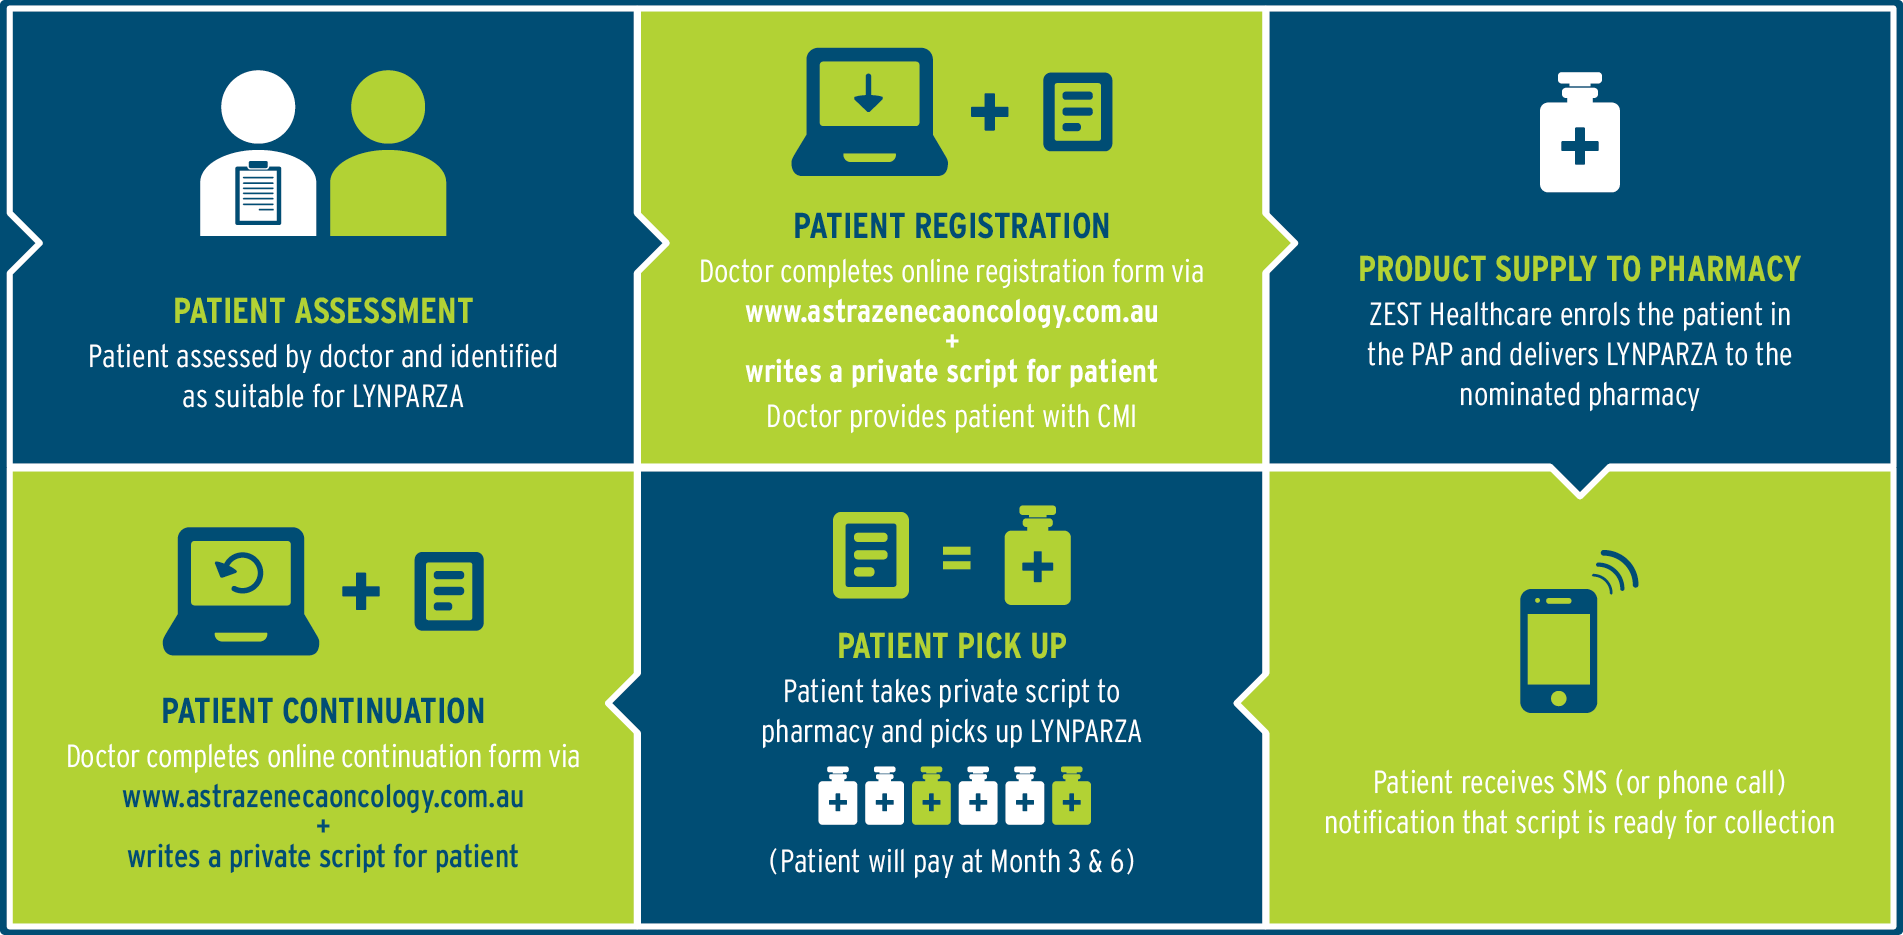 PATIENT ASSESSMENT
Patient assessed by doctor and identified
as suitable for LYNPARZA
PATIENT REGISTRATION
Doctor completes online registration form via
www.astrazenecaoncology.com.au
+
writes a private script for patient
Doctor provides patient with CMI
PRODUCT SUPPLY TO PHARMACY
ZEST Healthcare enrols the patient in
the PAP and delivers LYNPARZA to the
nominated pharmacy
Patient receives SMS (or phone call)
notification that script is ready for collection
PATIENT PICK UP
Patient takes private script to
pharmacy and picks up LYNPARZA
(Patient will pay at Month 3 & 6)
PATIENT CONTINUATION
Doctor completes online continuation form via
www.astrazenecaoncology.com.au
+
writes a private script for patient